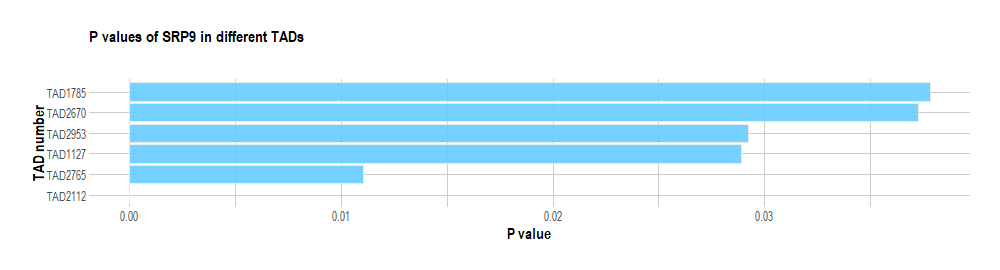 P values of SRP9 in different TADs
TAD number
TAD1785
TAD2670
TAD2953
TAD1127
TAD2765
TAD2112
0.00 0.01 0.02 0.03
P value